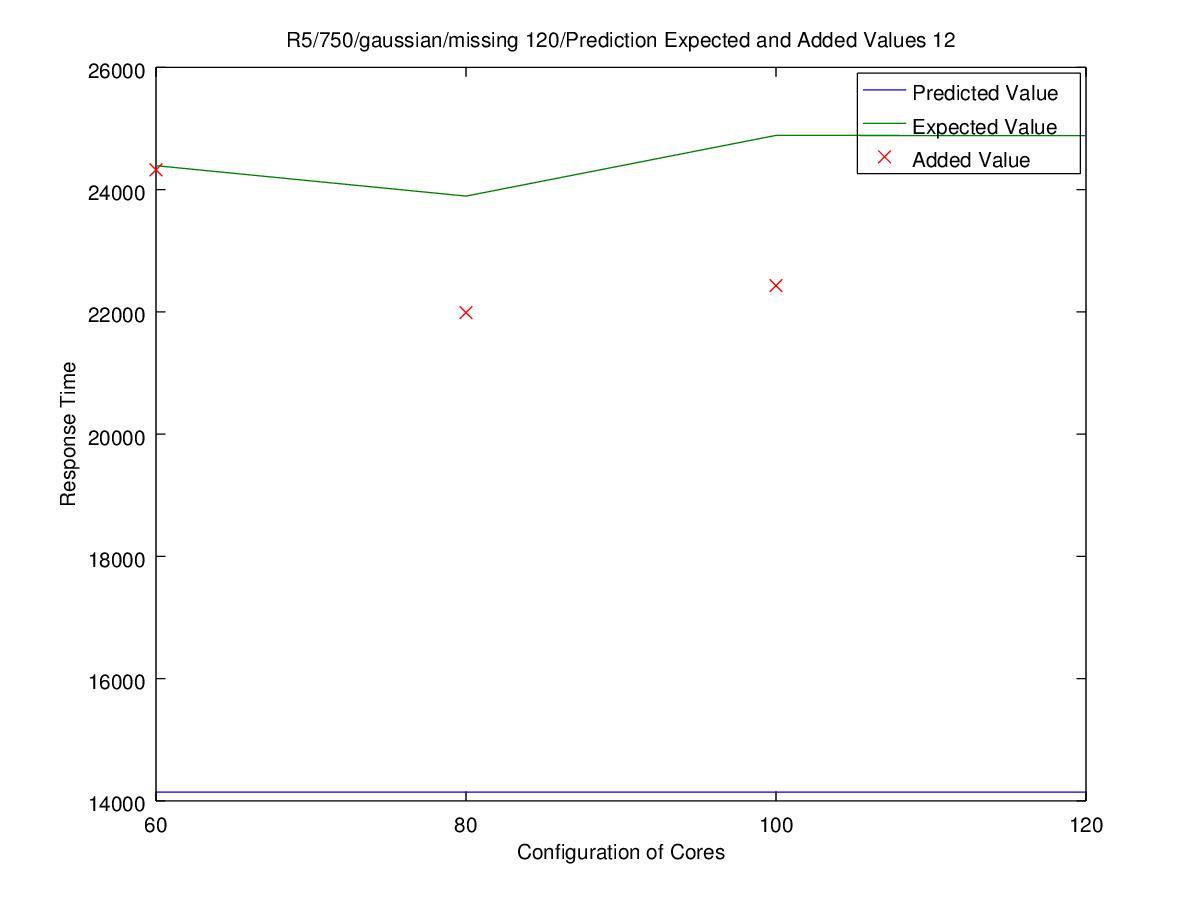 R5/750/gaussian/missing 120/Prediction Expected and Added Values 12
26000
24000
22000
20000
18000
16000
14000
Response Time
Predicted Value
Expected Value
Added Value
60
80
100
120
Configuration of Cores